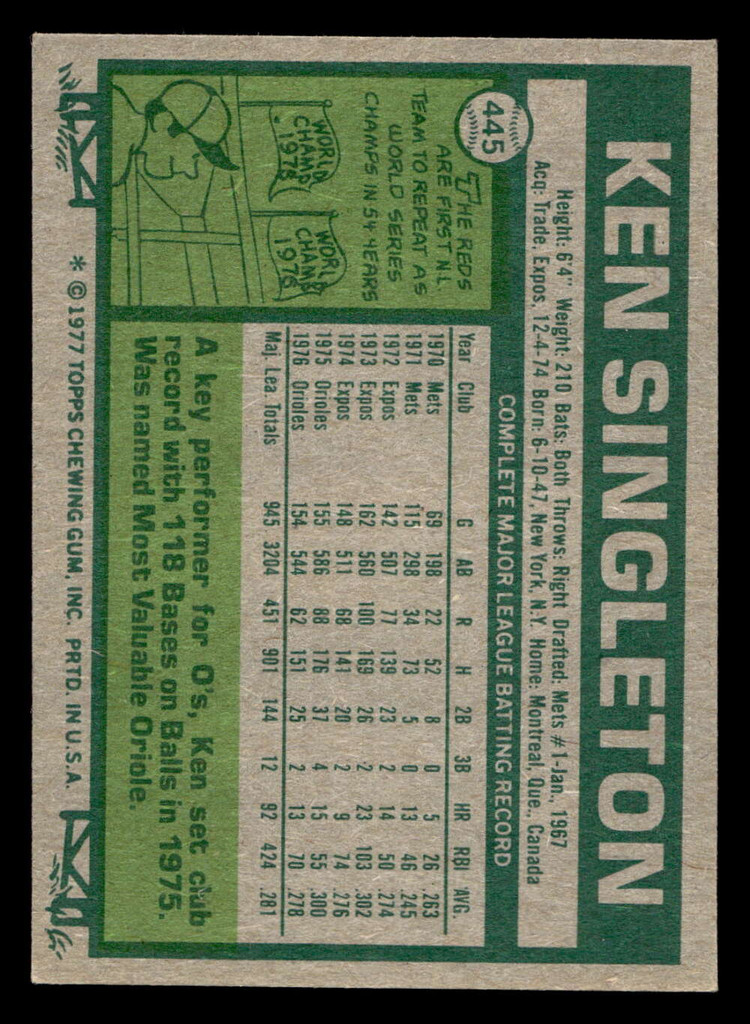 445
KEN SINGLETON
Height: 6'4" Weight: 210 Bats: Both Throws: Right Drafted: Mets #1-Jan., 1967
Acq: Trade, Expos, 12-4-74 Born: 6-10-47, New York, N.Y. Home: Montreal, Que., Canada
THE REDS
ARE FIRST N.L.
TEAM TO REPEAT AS
WORLD SERIES
CHAMPS IN 54 YEARS
WORLD
CHAMPS
1975
WORLD
CHAMPS
1976
COMPLETE MAJOR LEAGUE BATTING RECORD
Year Club G AB R H 2B 3B HR RBI AVG.
1970 Mets 69 198 22 52 8 0 5 26 .263
1971 Mets 115 298 34 73 5 0 13 46 .245
1972 Expos 142 507 77 139 23 2 14 50 .274
1973 Expos 162 560 100 169 26 2 23 103 .302
1974 Expos 148 511 68 141 20 2 9 74 .276
1975 Orioles 155 586 88 176 37 4 15 55 .300
1976 Orioles 154 544 62 151 25 2 13 70 .278
Maj. Lea. Totals 945 3204 451 901 144 12 92 424 .281
A key performer for O's, Ken set club
record with 118 Bases on Balls in 1975.
Was named Most Valuable Oriole.
* © 1977 TOPPS CHEWING GUM, INC. PRTD. IN U.S.A.